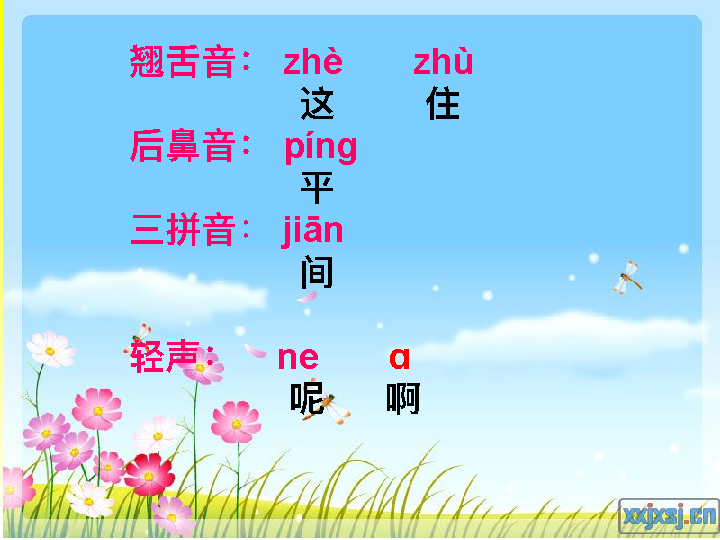 翘舌音： zhè zhù
这 住
后鼻音： píng
平
三拼音： jiān
间
轻声： ne ɑ
呢 啊
xxjxsj.cn